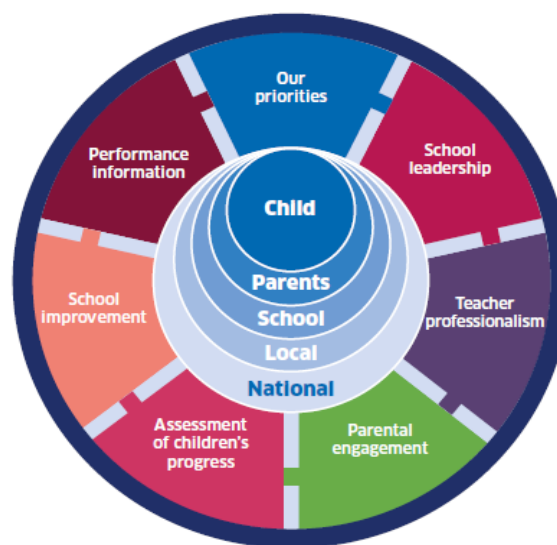 Our
priorities
School
leadership
Teacher
professionalism
Parental
engagement
Assessment
of children's
progress
School
improvement
Performance
information
Child
Parents
School
Local
National